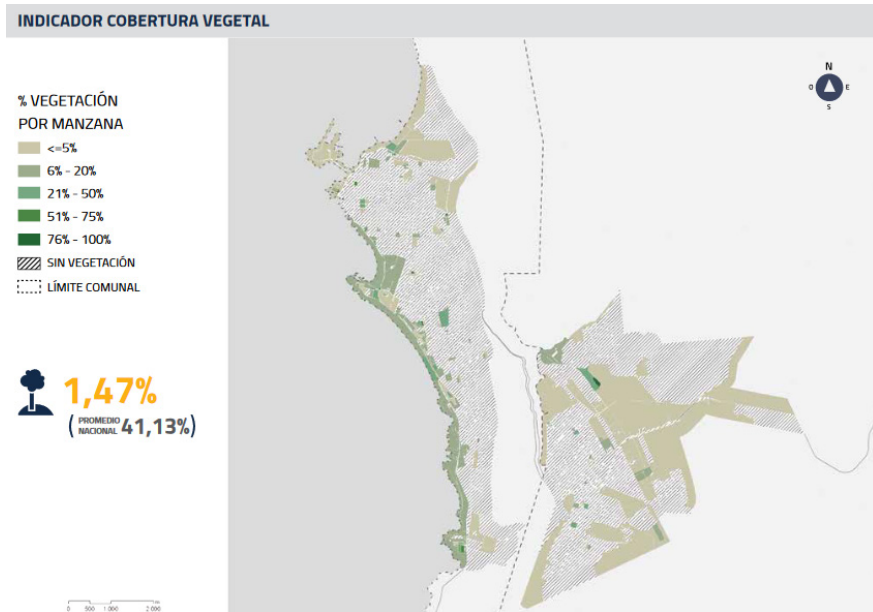 INDICADOR COBERTURA VEGETAL
% VEGETACIÓN
POR MANZANA
<=5%
6% - 20%
21% - 50%
51% - 75%
76% - 100%
SIN VEGETACIÓN
LÍMITE COMUNAL
1,47%
( PROMEDIO NACIONAL 41,13%)
N
O E
S
0 500 1 000 2 000 m